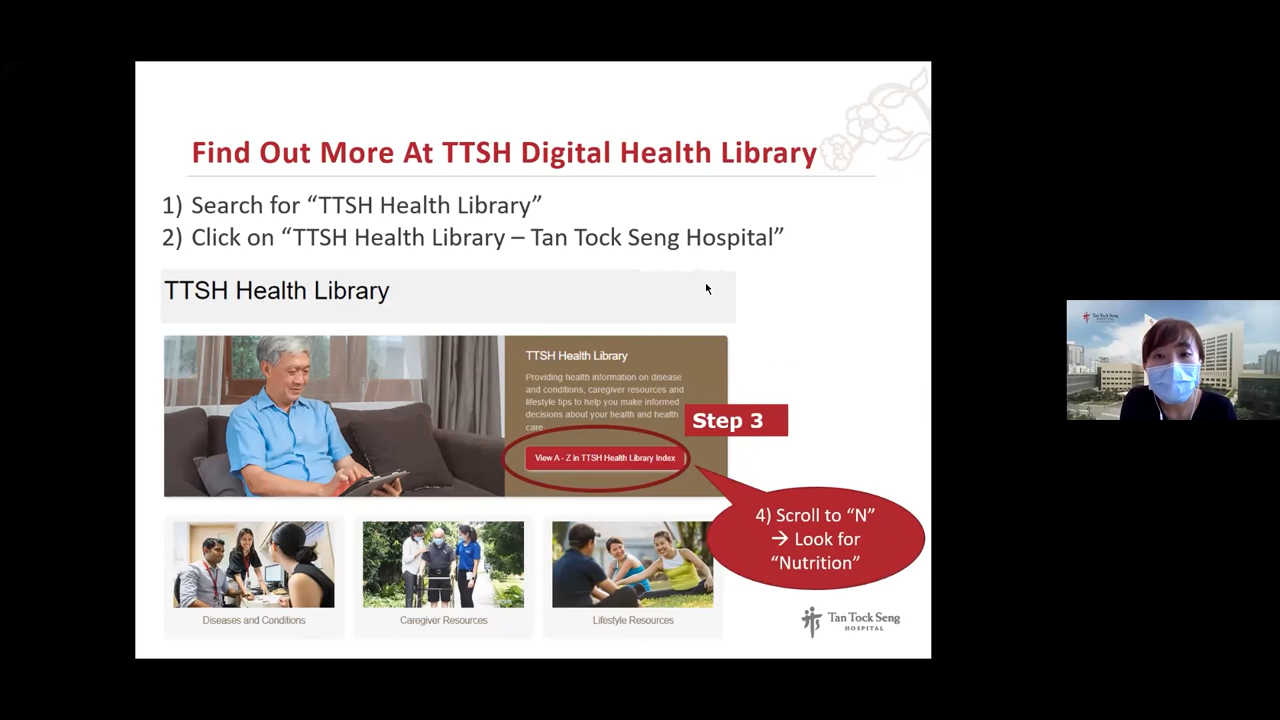 Find Out More At TTSH Digital Health Library
1) Search for “TTSH Health Library”
2) Click on “TTSH Health Library – Tan Tock Seng Hospital”
TTSH Health Library
TTSH Health Library
Providing health information on disease
and conditions, caregiver resources and
lifestyle tips to help you make informed
decisions about your health and health
care.
View A - Z in TTSH Health Library Index
Step 3
4) Scroll to “N”
→ Look for
“Nutrition”
Diseases and Conditions
Caregiver Resources
Lifestyle Resources
Tan Tock Seng
HOSPITAL
Tan Tock Seng